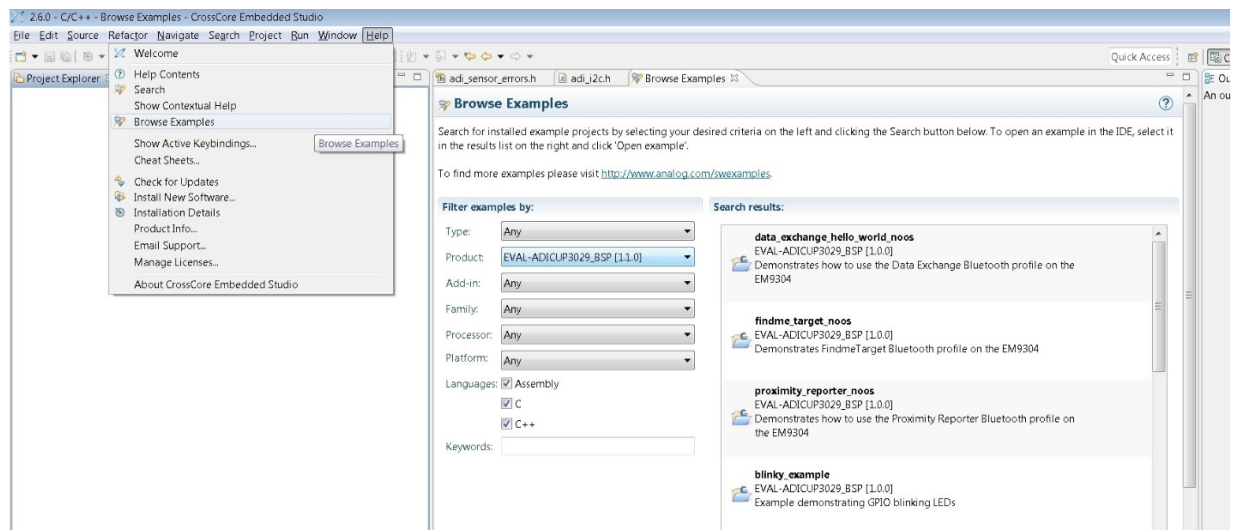 2.6.0 - C/C++ - Browse Examples - CrossCore Embedded Studio
File Edit Source Refactor Navigate Search Project Run Window Help
Quick Access
Project Explorer
Welcome
Help Contents
Search
Show Contextual Help
Browse Examples
Show Active Keybindings...
Browse Examples
Cheat Sheets...
Check for Updates
Install New Software...
Installation Details
Product Info...
Email Support...
Manage Licenses...
About CrossCore Embedded Studio
adi_sensor_errors.h adi_i2c.h Browse Examples
Browse Examples
Search for installed example projects by selecting your desired criteria on the left and clicking the Search button below. To open an example in the IDE, select it
in the results list on the right and click 'Open example'.
To find more examples please visit http://www.analog.com/swexamples.
Filter examples by:
Type: Any
Product: EVAL-ADICUP3029_BSP [1.1.0]
Add-in: Any
Family: Any
Processor: Any
Platform: Any
Languages: Assembly
C
C++
Keywords:
Search results:
data_exchange_hello_world_noos
EVAL-ADICUP3029_BSP [1.0.0]
Demonstrates how to use the Data Exchange Bluetooth profile on the
EM9304
findme_target_noos
EVAL-ADICUP3029_BSP [1.0.0]
Demonstrates FindmeTarget Bluetooth profile on the EM9304
proximity_reporter_noos
EVAL-ADICUP3029_BSP [1.0.0]
Demonstrates how to use the Proximity Reporter Bluetooth profile on
the EM9304
blinky_example
EVAL-ADICUP3029_BSP [1.0.0]
Example demonstrating GPIO blinking LEDs
Ou
An ou